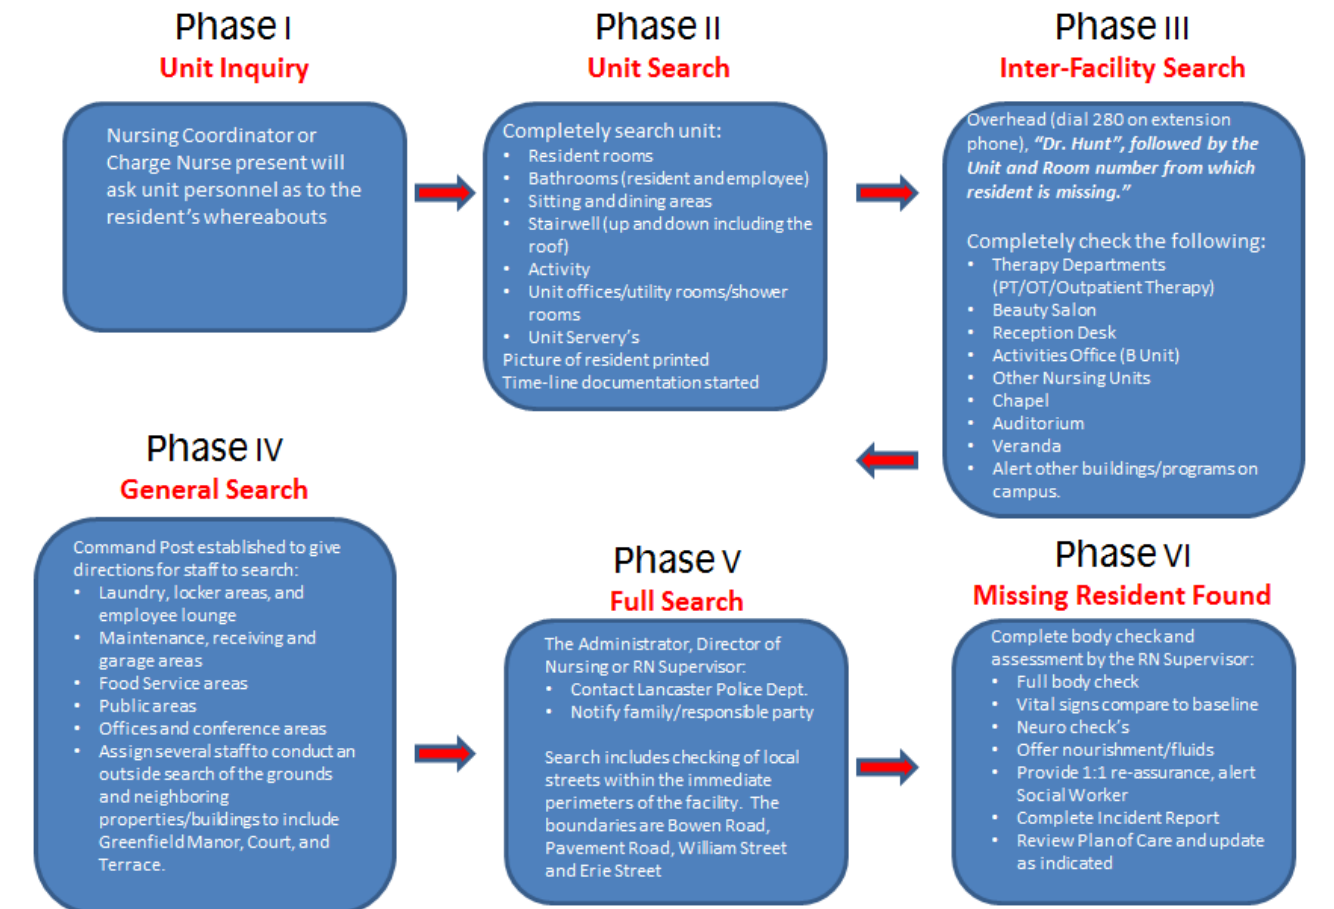 Phase I
Unit Inquiry
Nursing Coordinator or
Charge Nurse present will
ask unit personnel as to the
resident's whereabouts
Phase II
Unit Search
Completely search unit:
• Resident rooms
• Bathrooms (resident and employee)
• Sitting and dining areas
• Stairwell (up and down including the
roof)
• Activity
• Unit offices/utility rooms/shower
rooms
• Unit Servery's
Picture of resident printed
Time-line documentation started
Phase III
Inter-Facility Search
Overhead (dial 280 on extension
phone), "Dr. Hunt", followed by the
Unit and Room number from which
resident is missing."
Completely check the following:
• Therapy Departments
(PT/OT/Outpatient Therapy)
• Beauty Salon
• Reception Desk
• Activities Office (B Unit)
• Other Nursing Units
• Chapel
• Auditorium
• Veranda
• Alert other buildings/programs on
campus.
Phase IV
General Search
Command Post established to give
directions for staff to search:
• Laundry, locker areas, and
employee lounge
• Maintenance, receiving and
garage areas
• Food Service areas
• Public areas
• Offices and conference areas
• Assign several staff to conduct an
outside search of the grounds
and neighboring
properties/buildings to include
Greenfield Manor, Court, and
Terrace.
Phase V
Full Search
The Administrator, Director of
Nursing or RN Supervisor:
• Contact Lancaster Police Dept.
• Notify family/responsible party
Search includes checking of local
streets within the immediate
perimeters of the facility. The
boundaries are Bowen Road,
Pavement Road, William Street
and Erie Street
Phase VI
Missing Resident Found
Complete body check and
assessment by the RN Supervisor:
• Full body check
• Vital signs compare to baseline
• Neuro check's
• Offer nourishment/fluids
• Provide 1:1 re-assurance, alert
Social Worker
• Complete Incident Report
• Review Plan of Care and update
as indicated